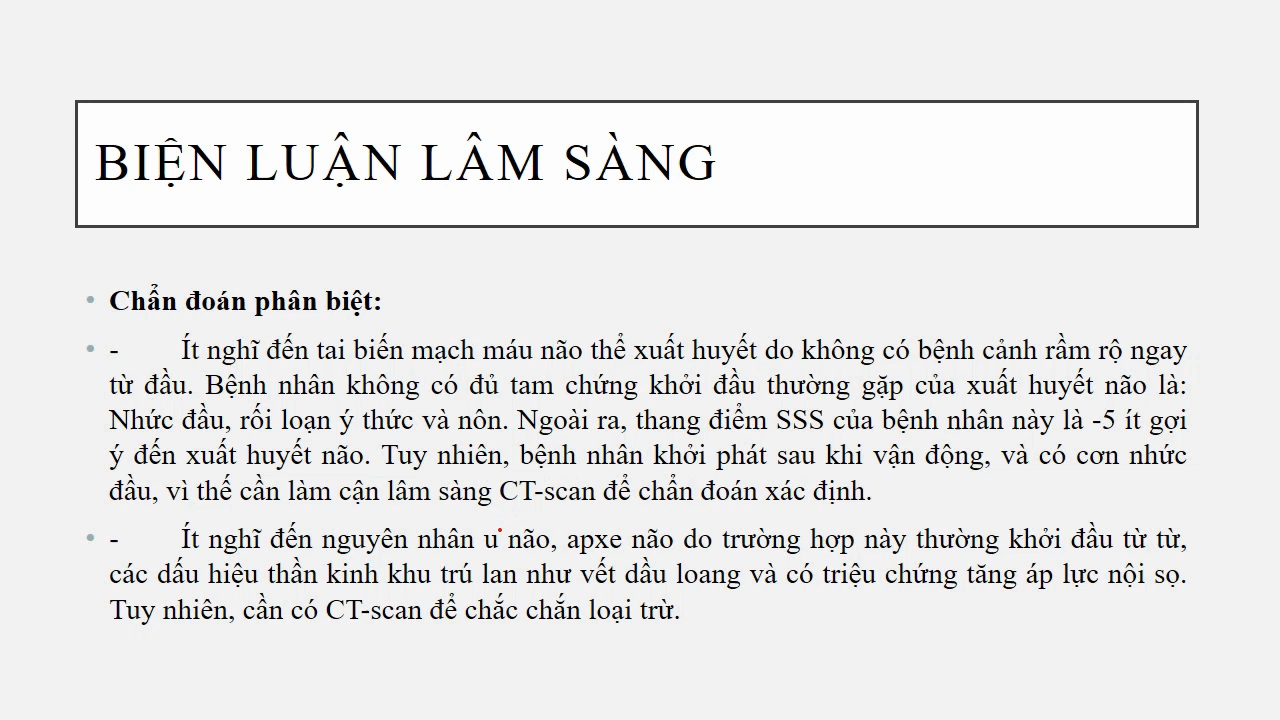 BIỆN LUẬN LÂM SÀNG
• Chẩn đoán phân biệt:
• - Ít nghĩ đến tai biến mạch máu não thể xuất huyết do không có bệnh cảnh rầm rộ ngay
từ đầu. Bệnh nhân không có đủ tam chứng khởi đầu thường gặp của xuất huyết não là:
Nhức đầu, rối loạn ý thức và nôn. Ngoài ra, thang điểm SSS của bệnh nhân này là -5 ít gợi
ý đến xuất huyết não. Tuy nhiên, bệnh nhân khởi phát sau khi vận động, và có cơn nhức
đầu, vì thế cần làm cận lâm sàng CT-scan để chẩn đoán xác định.
• - Ít nghĩ đến nguyên nhân u não, apxe não do trường hợp này thường khởi đầu từ từ,
các dấu hiệu thần kinh khu trú lan như vết dầu loang và có triệu chứng tăng áp lực nội sọ.
Tuy nhiên, cần có CT-scan để chắc chắn loại trừ.